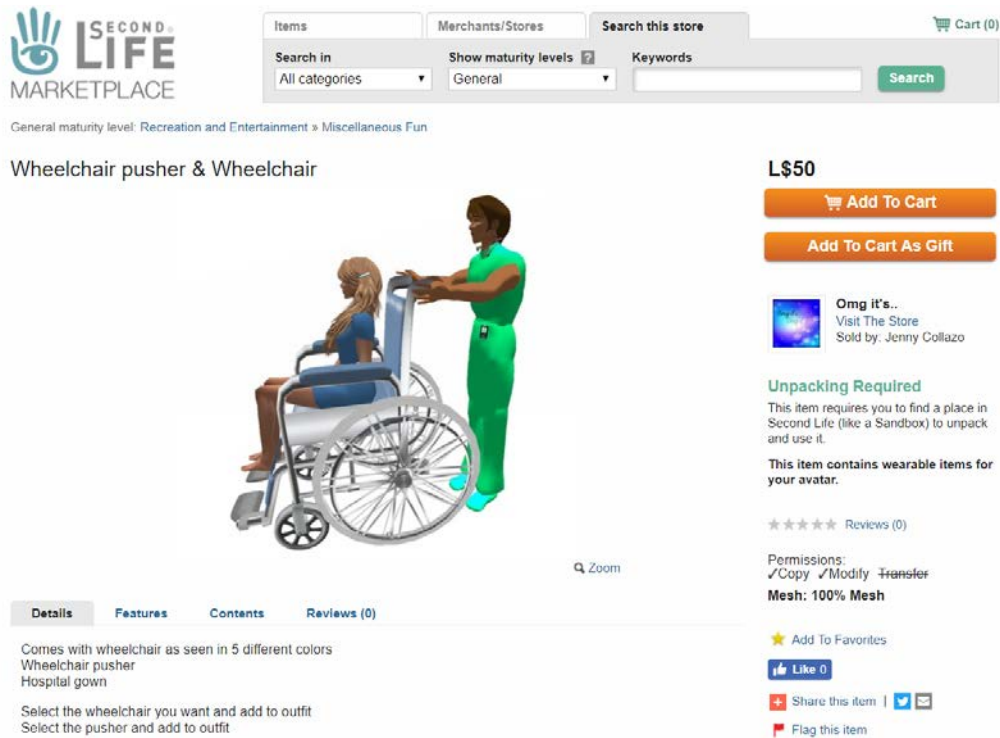 SECOND
LIFE
MARKETPLACE
Items
Merchants/Stores
Search this store
Cart (0)
Search in
Show maturity levels ?
Keywords
All categories
General
Search
General maturity level: Recreation and Entertainment » Miscellaneous Fun
Wheelchair pusher & Wheelchair
L$50
Add To Cart
Add To Cart As Gift
Omg it's..
Visit The Store
Sold by: Jenny Collazo
Unpacking Required
This item requires you to find a place in
Second Life (like a Sandbox) to unpack
and use it.
This item contains wearable items for
your avatar.
Reviews (0)
Permissions:
✓Copy ✓Modify Transfer
Mesh: 100% Mesh
Zoom
Details
Features
Contents
Reviews (0)
Comes with wheelchair as seen in 5 different colors
Wheelchair pusher
Hospital gown
Select the wheelchair you want and add to outfit
Select the pusher and add to outfit
Add To Favorites
Like 0
Share this item |
Flag this item